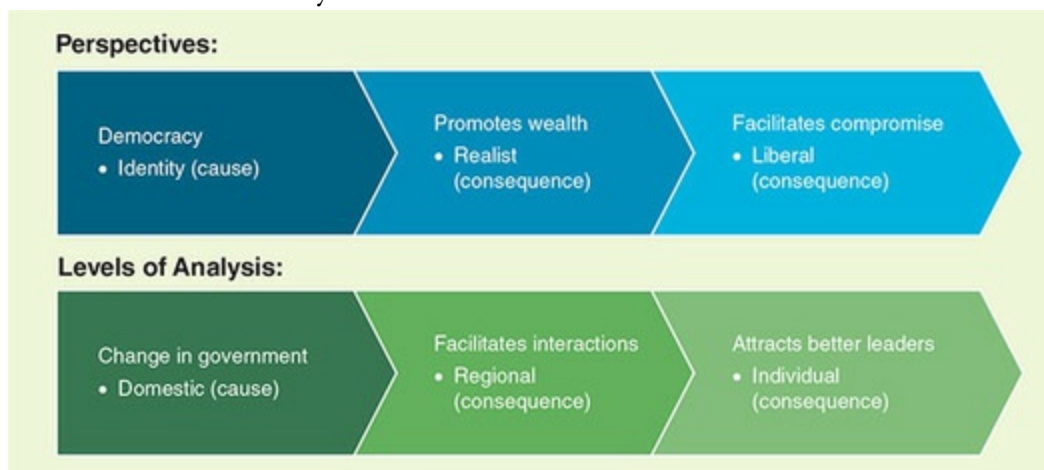 Perspectives:
Democracy
• Identity (cause)
Promotes wealth
• Realist
(consequence)
Facilitates compromise
• Liberal
(consequence)
Levels of Analysis:
Change in government
• Domestic (cause)
Facilitates interactions
• Regional
(consequence)
Attracts better leaders
• Individual
(consequence)